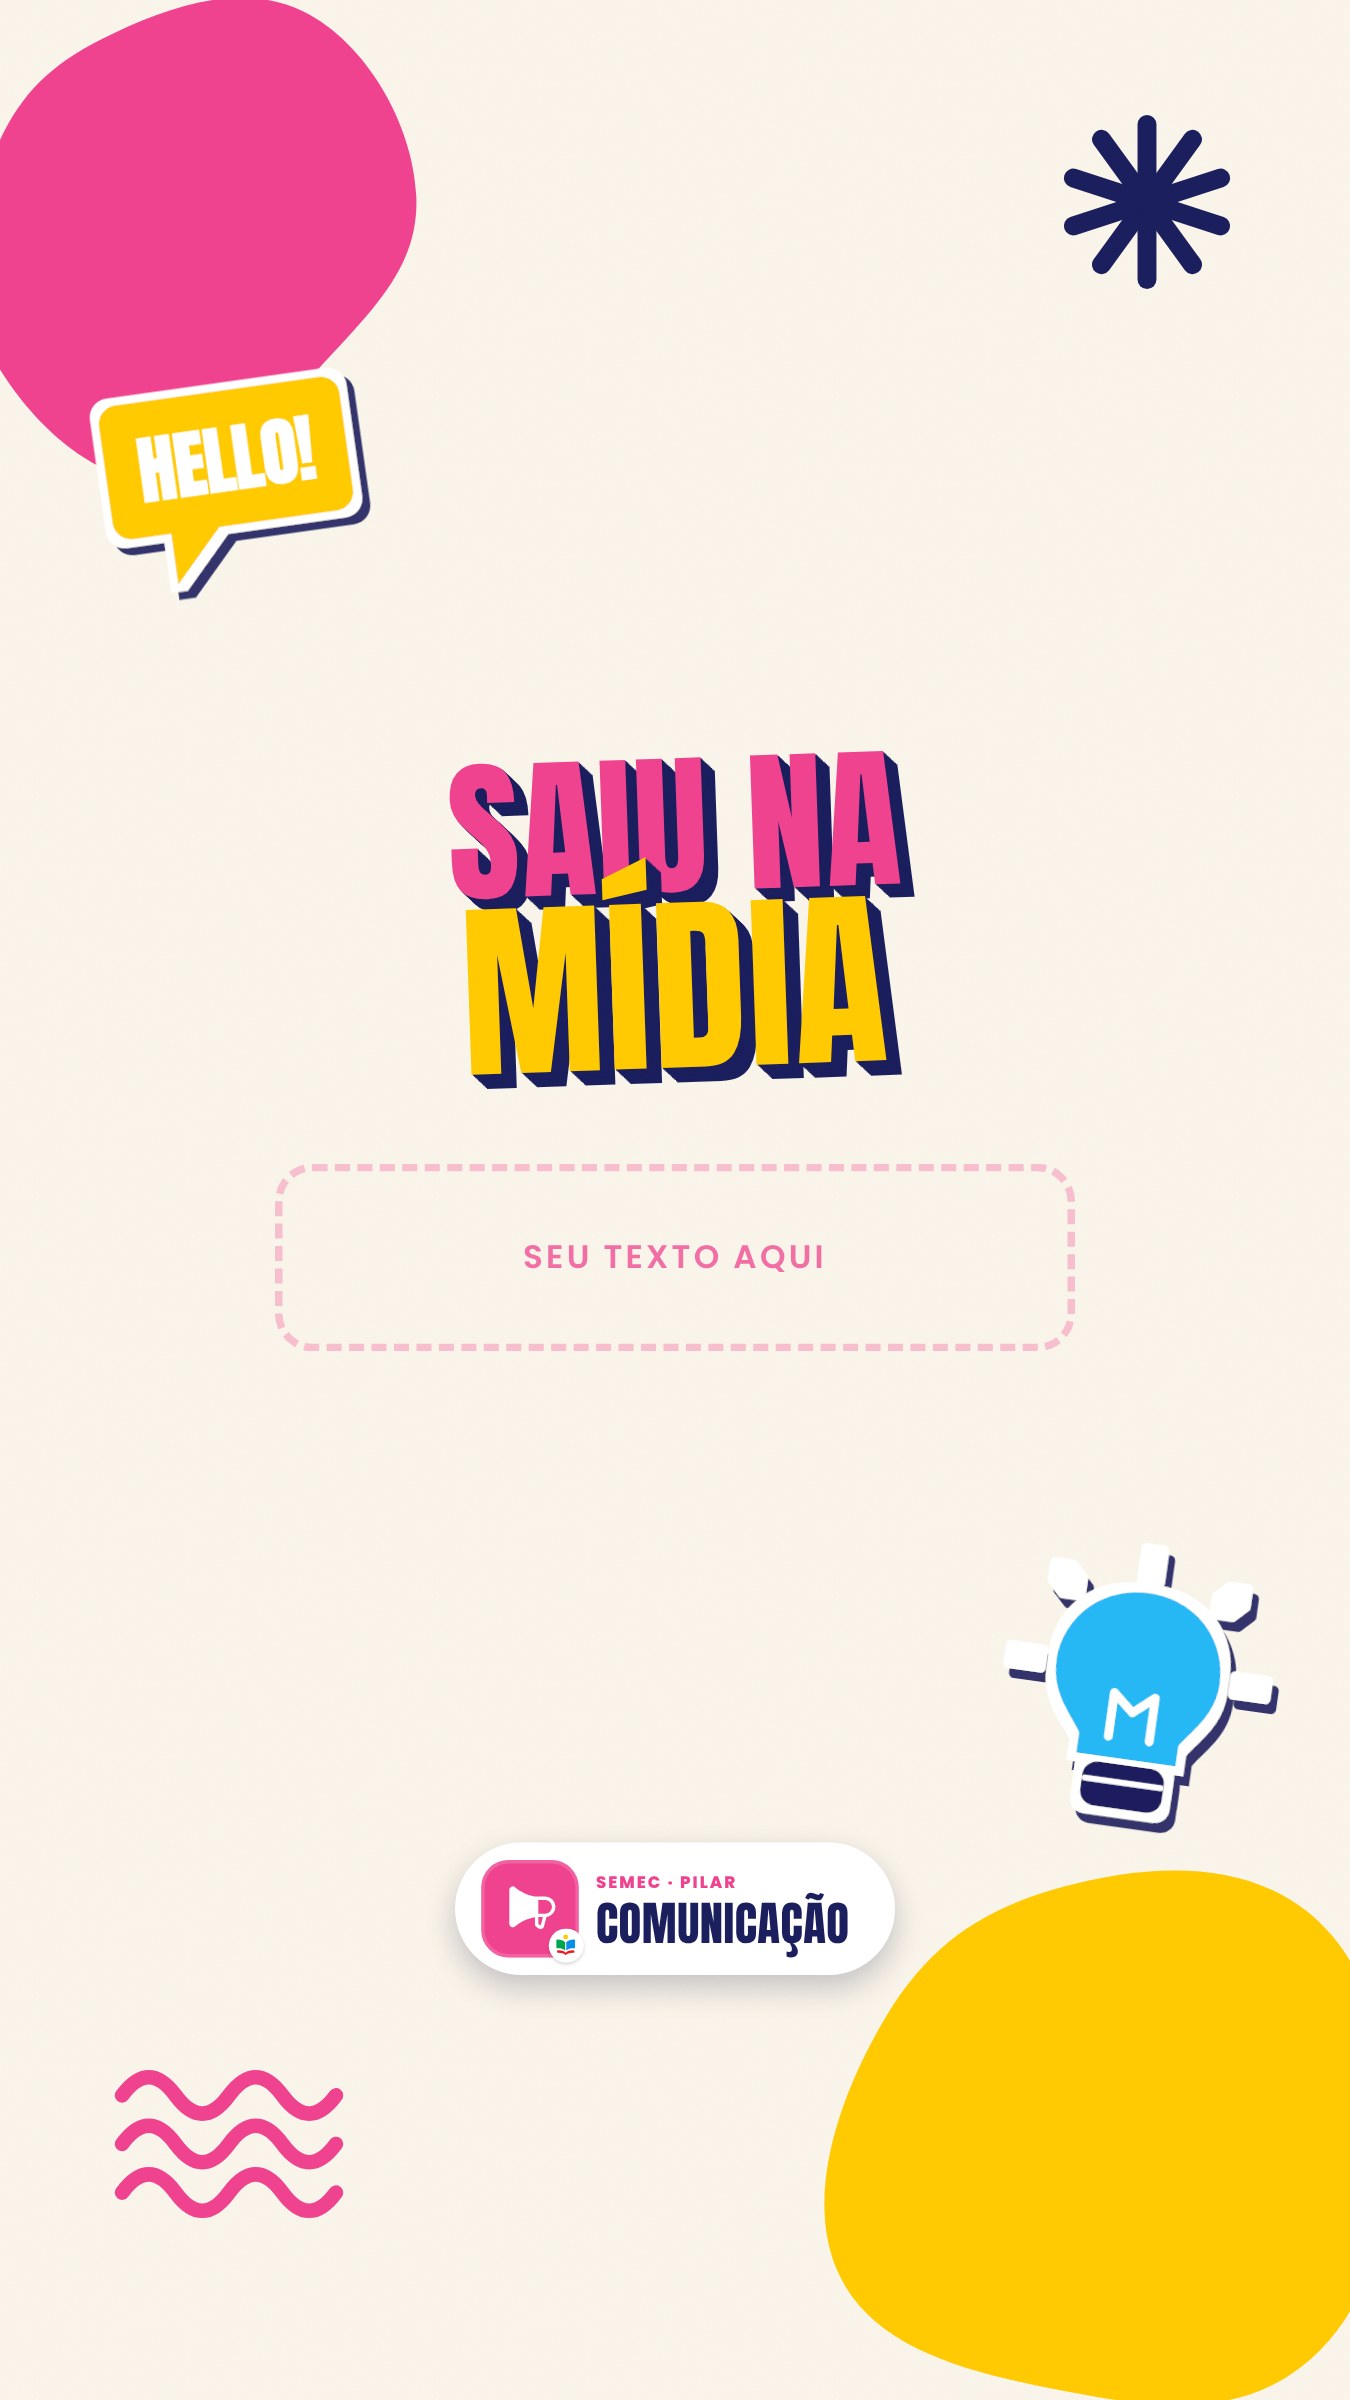 HELLO!
SAIU NA
MÍDIA
SEU TEXTO AQUI
M
SEMEC · PILAR
COMUNICAÇÃO